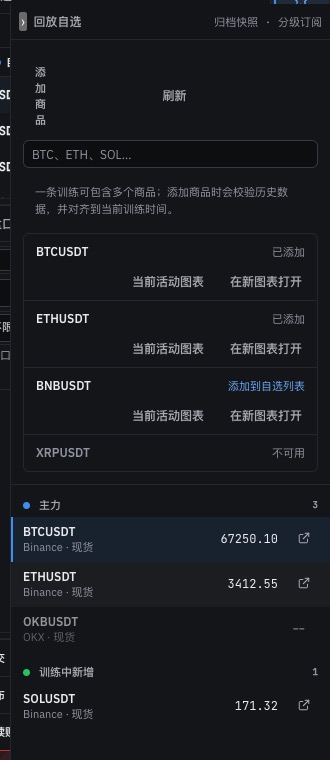 回放自选
归档快照 · 分级订阅
添
加
商
品
刷新
BTC、ETH、SOL...
一条训练可包含多个商品；添加商品时会校验历史数
据，并对齐到当前训练时间。
BTCUSDT 已添加
当前活动图表 在新图表打开
ETHUSDT 已添加
当前活动图表 在新图表打开
BNBUSDT 添加到自选列表
当前活动图表 在新图表打开
XRPUSDT 不可用
主力 3
BTCUSDT 67250.10
Binance · 现货
ETHUSDT 3412.55
Binance · 现货
OKBUSDT --
OKX · 现货
训练中新增 1
SOLUSDT 171.32
Binance · 现货